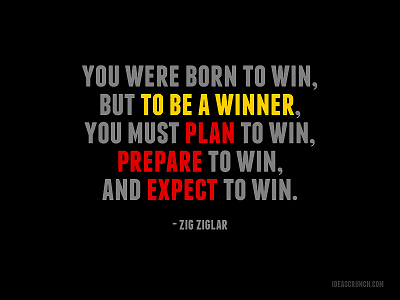 YOU WERE BORN TO WIN,
BUT TO BE A WINNER,
YOU MUST PLAN TO WIN,
PREPARE TO WIN,
AND EXPECT TO WIN.
- ZIG ZIGLAR
IDEASCRUNCH.COM